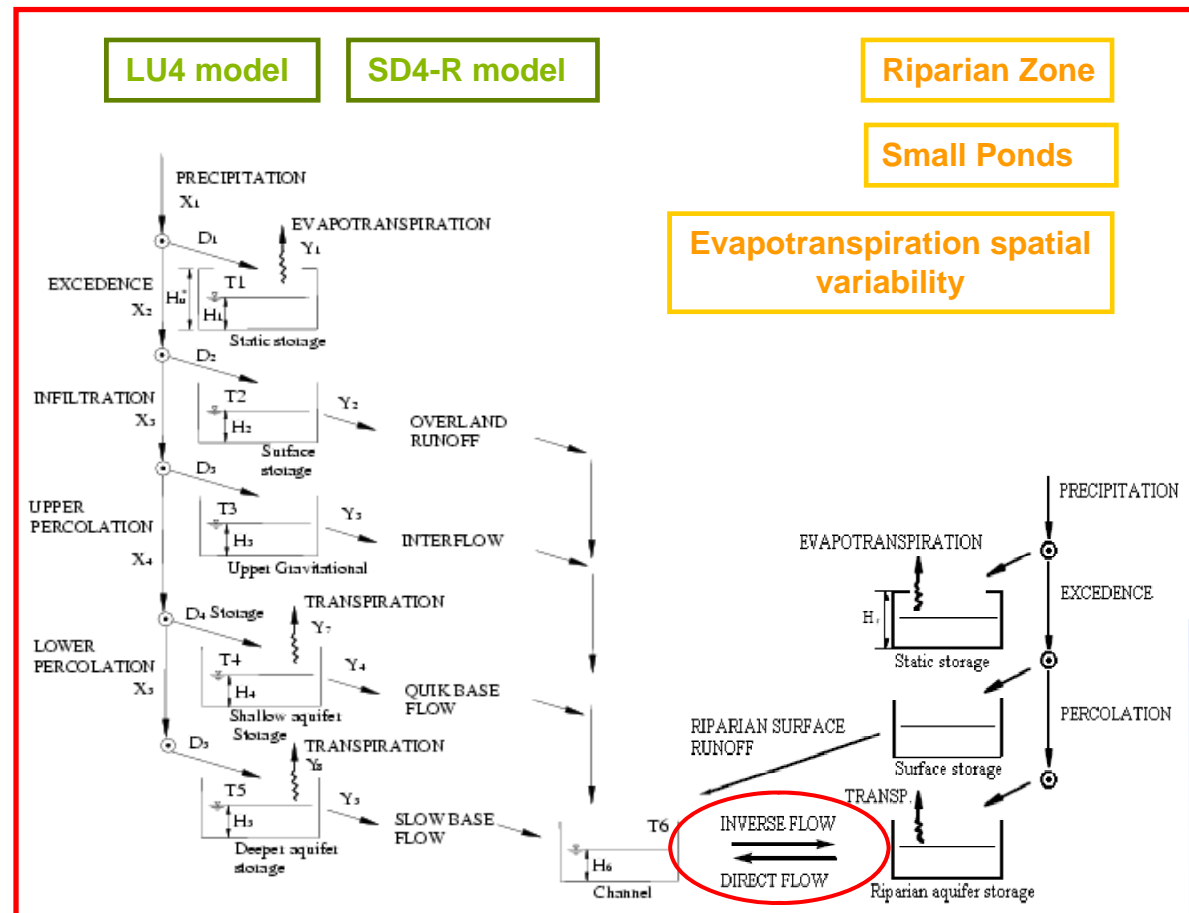 LU4 model
SD4-R model
Riparian Zone
Small Ponds
Evapotranspiration spatial
variability
PRECIPITATION
X1
D1
EVAPOTRANSPIRATION
Y1
EXCEDENCE
X2
T1
H1
Static storage
D2
INFILTRATION
X3
T2
H2
Y2
OVERLAND
RUNOFF
Surface
storage
D3
UPPER
PERCOLATION
X4
T3
H3
Y3
INTERFLOW
Upper Gravitational
D4 Storage
TRANSPIRATION
Y7
LOWER
PERCOLATION
X5
T4
H4
Y4
QUIK BASE
FLOW
Shallow aquifer
Storage
D5
TRANSPIRATION
Y8
T5
H5
Y5
SLOW BASE
FLOW
Deeper aquifer
storage
T6
H6
Channel
INVERSE FLOW
DIRECT FLOW
PRECIPITATION
EVAPOTRANSPIRATION
EXCEDENCE
Static storage
PERCOLATION
RIPARIAN SURFACE
RUNOFF
Surface storage
TRANSP.
Riparian aquifer storage